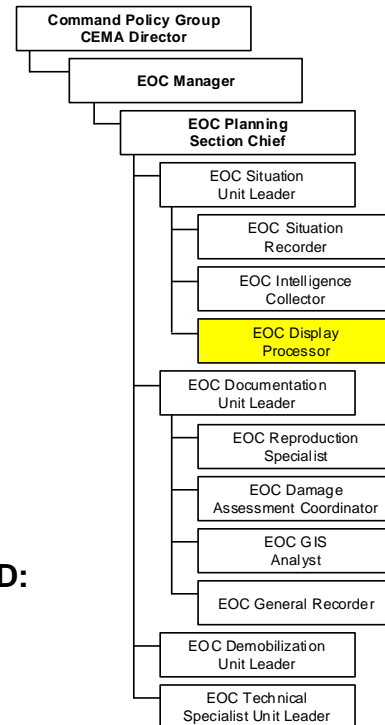 Command Policy Group
CEMA Director
EOC Manager
EOC Planning
Section Chief
EOC Situation
Unit Leader
EOC Situation
Recorder
EOC Intelligence
Collector
EOC Display
Processor
EOC Documentation
Unit Leader
EOC Reproduction
Specialist
EOC Damage
Assessment Coordinator
EOC GIS
Analyst
D:
EOC General Recorder
EOC Demobilization
Unit Leader
EOC Technical
Specialist Unit Leader